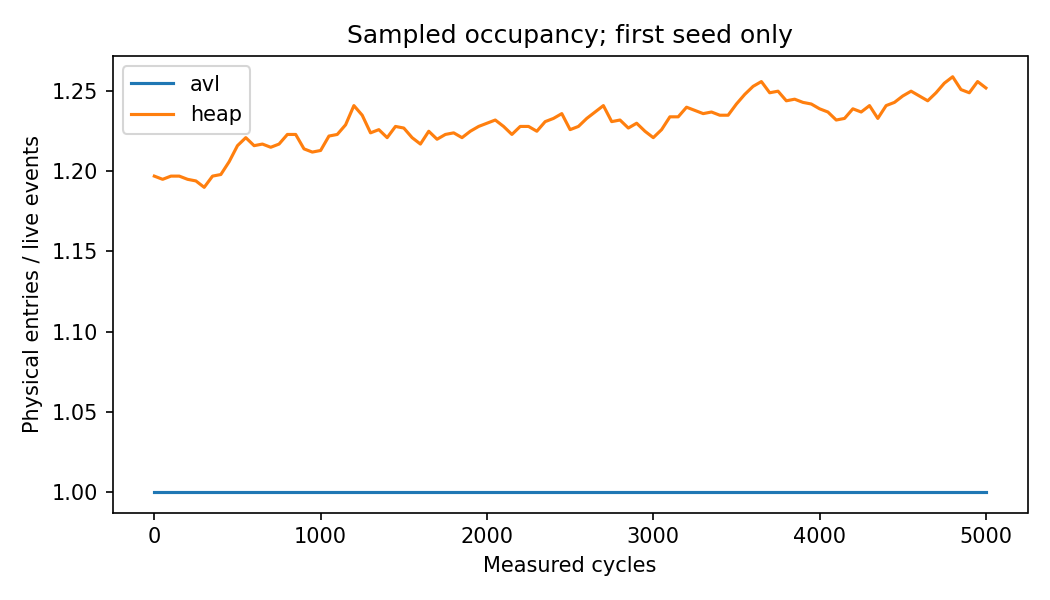 Sampled occupancy; first seed only
avl
heap
Physical entries / live events
1.25
1.20
1.15
1.10
1.05
1.00
0 1000 2000 3000 4000 5000
Measured cycles